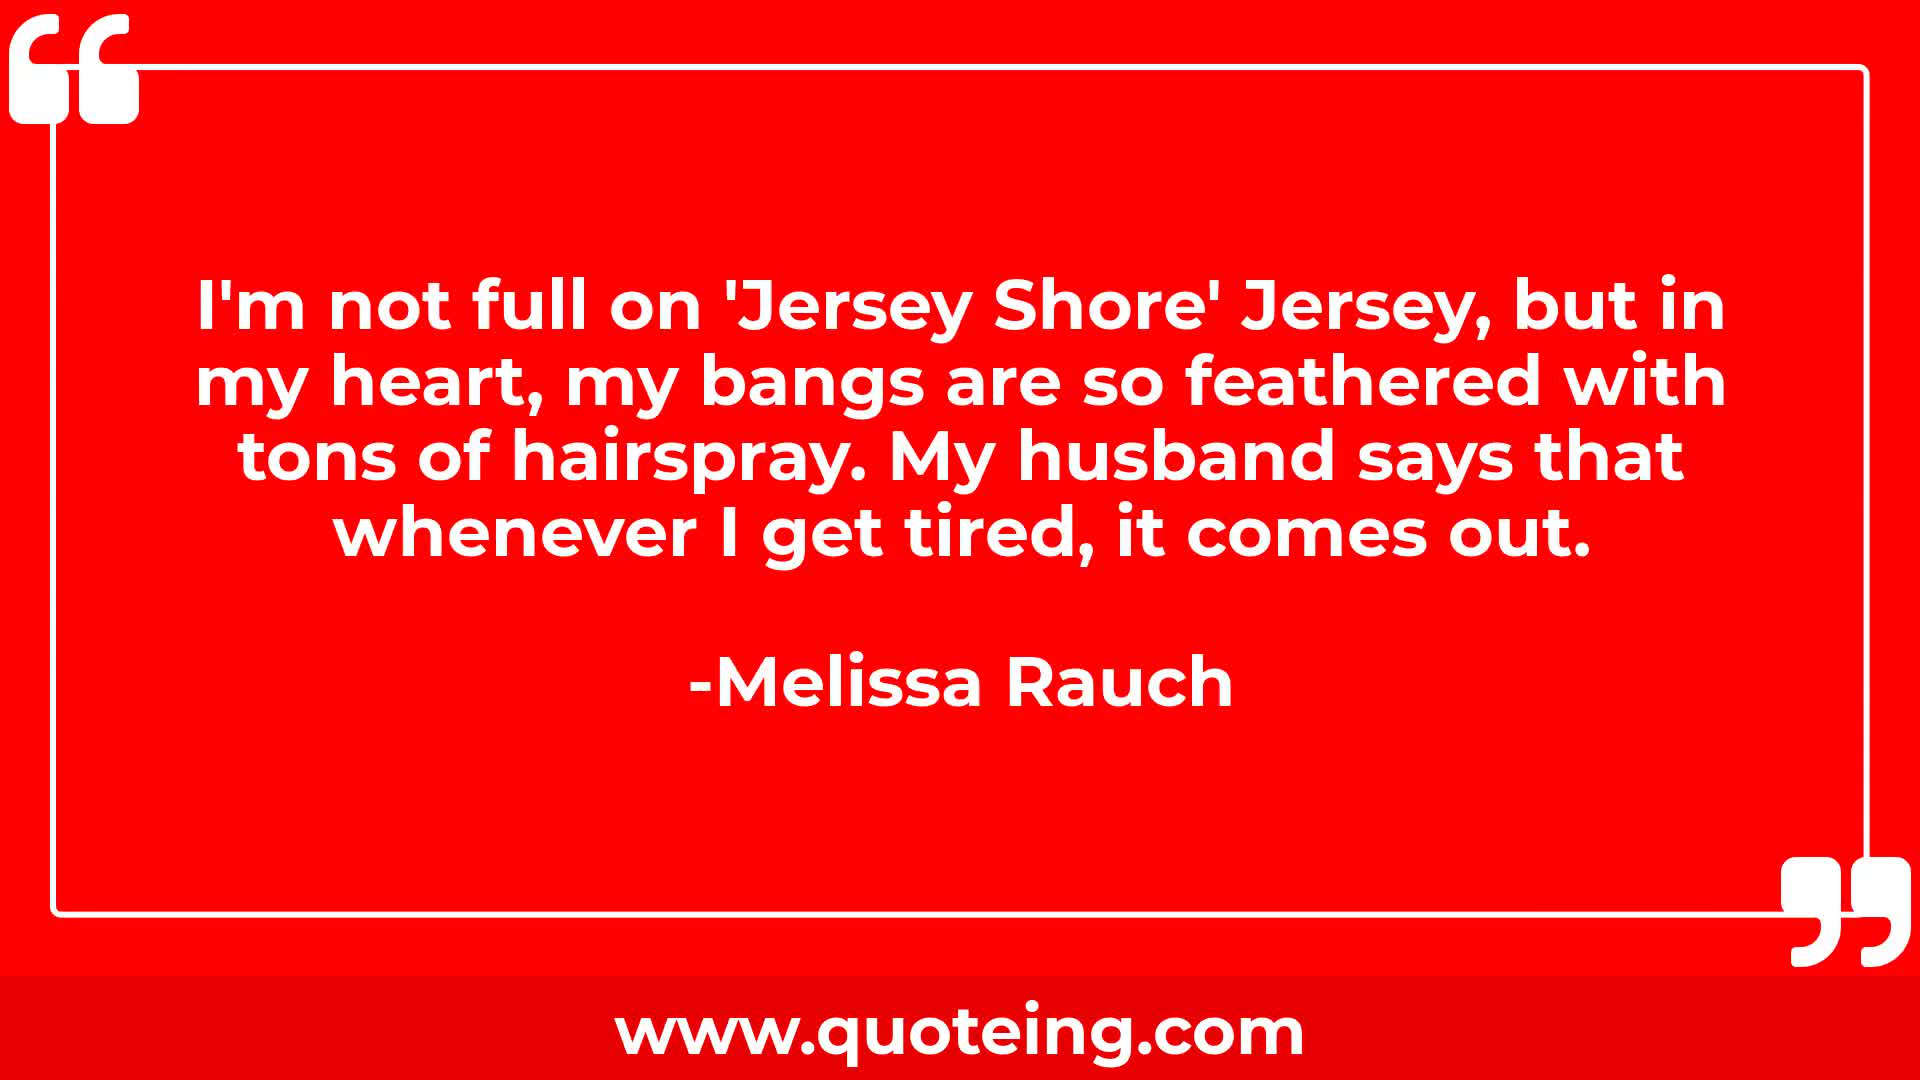 I'm not full on 'Jersey Shore' Jersey, but in
my heart, my bangs are so feathered with
tons of hairspray. My husband says that
whenever I get tired, it comes out.
-Melissa Rauch
www.quoteing.com